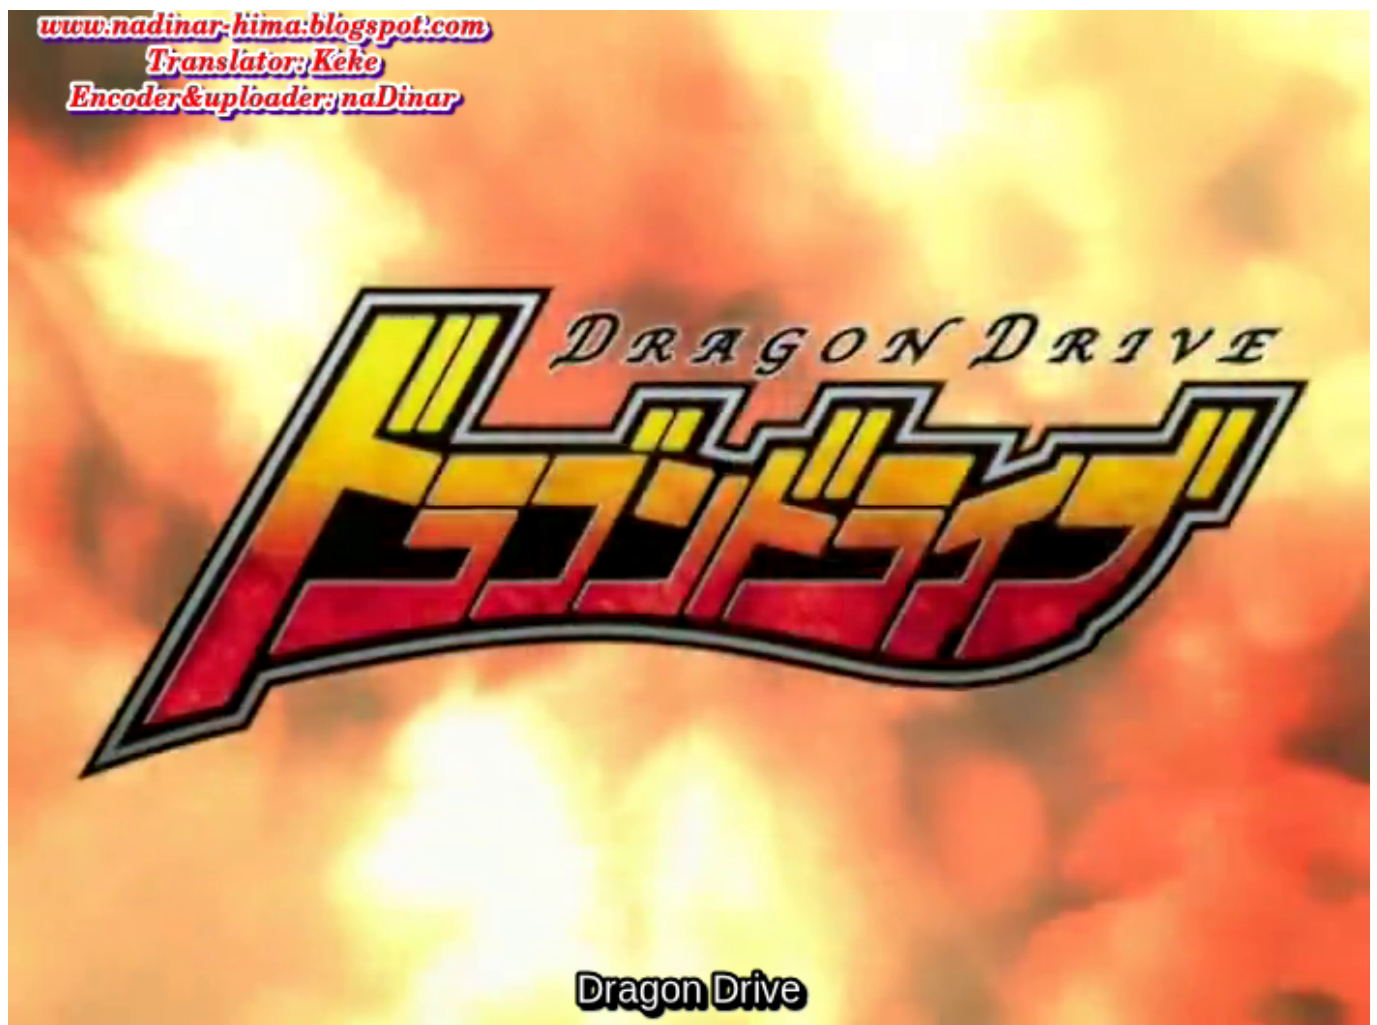 www.nadinar-hima.blogspot.com
Translator: Keke
Encoder&uploader: naDinar
DRAGON DRIVE
ドラゴンドライブ
Dragon Drive